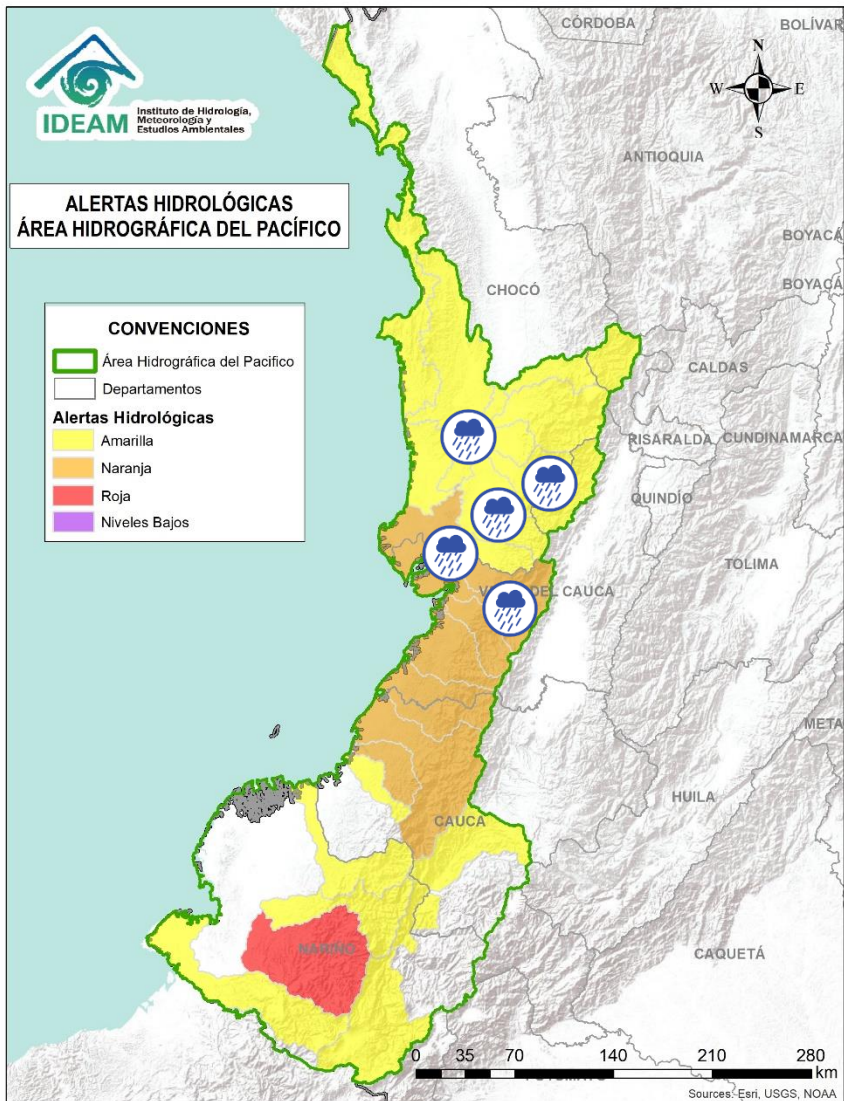 CÓRDOBA
BOLÍVAR
N
W
E
S
IDEAM
Instituto de Hidrología,
Meteorología y
Estudios Ambientales
ANTIOQUIA
ALERTAS HIDROLÓGICAS
ÁREA HIDROGRÁFICA DEL PACÍFICO
BOYACÁ
BOYACÁ
CHOCÓ
CONVENCIONES
Área Hidrográfica del Pacifico
Departamentos
Alertas Hidrológicas
Amarilla
Naranja
Roja
Niveles Bajos
CALDAS
RISARALDA
CUNDINAMARCA
QUINDÍO
TOLIMA
DEL CAUCA
META
HUILA
CAUCA
NARIÑO
CAQUETÁ
0 35 70 140 210 280
km
Sources: Esri, USGS, NOAA